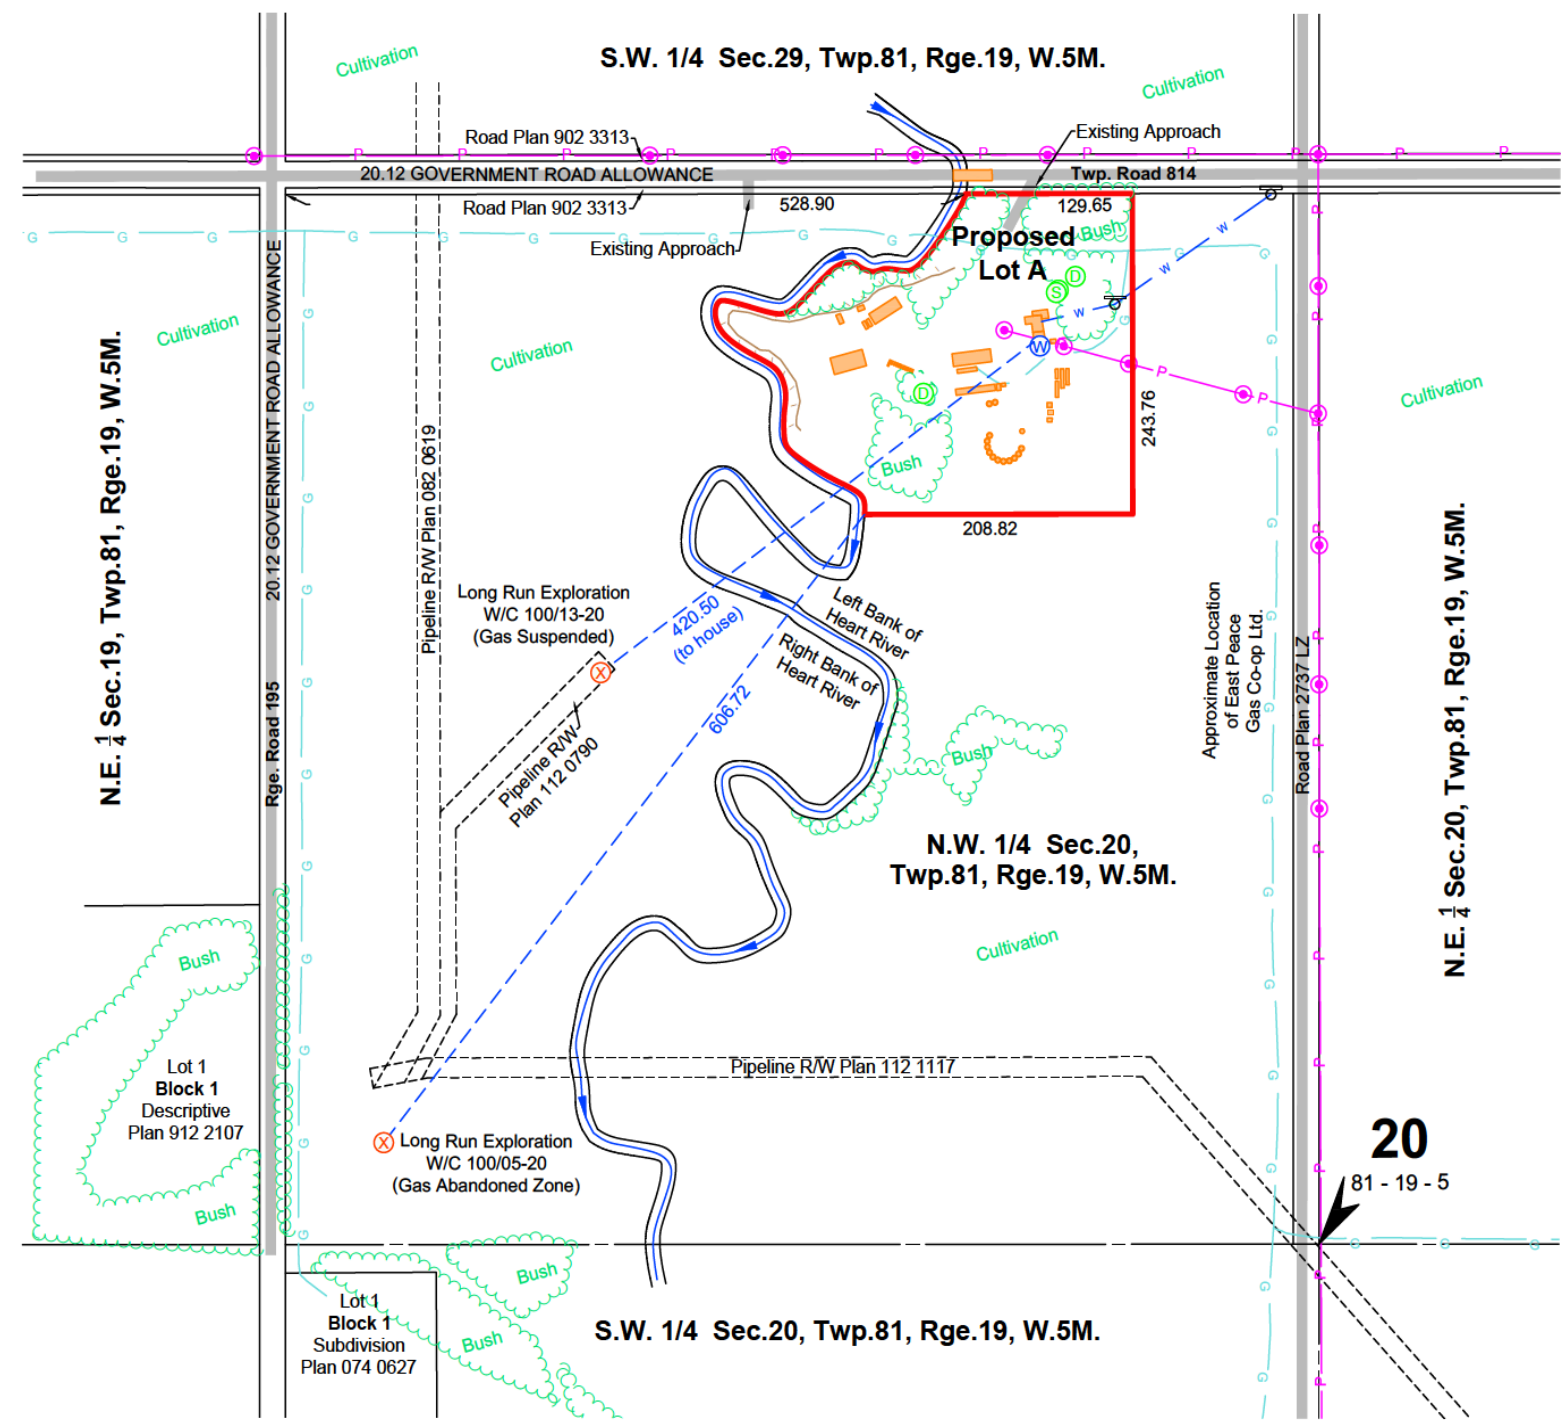 S.W. 1/4 Sec.29, Twp.81, Rge.19, W.5M.
Cultivation
Cultivation
Road Plan 902 3313
Existing Approach
20.12 GOVERNMENT ROAD ALLOWANCE
Twp. Road 814
Road Plan 902 3313
528.90
129.65
Existing Approach
Bush
Proposed
Lot A
Cultivation
Cultivation
Cultivation
D
S
W
D
Bush
243.76
208.82
N.E. 1/4 Sec.19, Twp.81, Rge.19, W.5M.
20.12 GOVERNMENT ROAD ALLOWANCE
Rge. Road 195
Pipeline R/W Plan 082 0619
Long Run Exploration
W/C 100/13-20
(Gas Suspended)
X
420.50
(to house)
606.72
Left Bank of
Heart River
Right Bank of
Heart River
Pipeline R/W
Plan 112 0790
Bush
Approximate Location
of East Peace
Gas Co-op Ltd.
Road Plan 2737 LZ
N.E. 1/4 Sec.20, Twp.81, Rge.19, W.5M.
N.W. 1/4 Sec.20,
Twp.81, Rge.19, W.5M.
Cultivation
Bush
Lot 1
Block 1
Descriptive
Plan 912 2107
Bush
Pipeline R/W Plan 112 1117
X
Long Run Exploration
W/C 100/05-20
(Gas Abandoned Zone)
20
81 - 19 - 5
Bush
Lot 1
Block 1
Subdivision
Plan 074 0627
Bush
S.W. 1/4 Sec.20, Twp.81, Rge.19, W.5M.